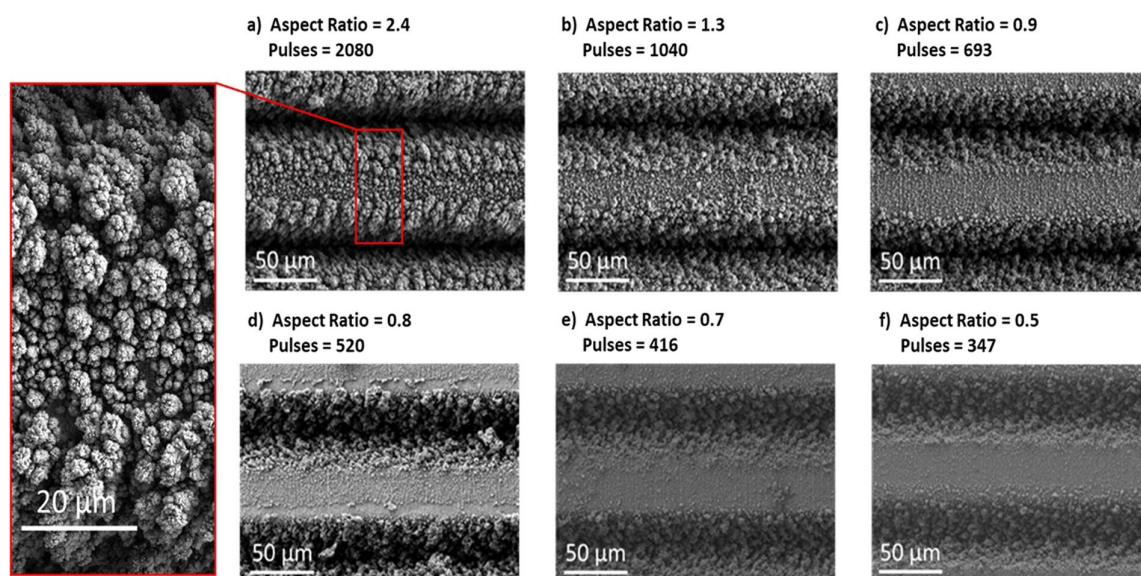 a) Aspect Ratio = 2.4
Pulses = 2080
b) Aspect Ratio = 1.3
Pulses = 1040
c) Aspect Ratio = 0.9
Pulses = 693
50 μm
50 μm
50 μm
d) Aspect Ratio = 0.8
Pulses = 520
e) Aspect Ratio = 0.7
Pulses = 416
f) Aspect Ratio = 0.5
Pulses = 347
20 μm
50 μm
50 μm
50 μm